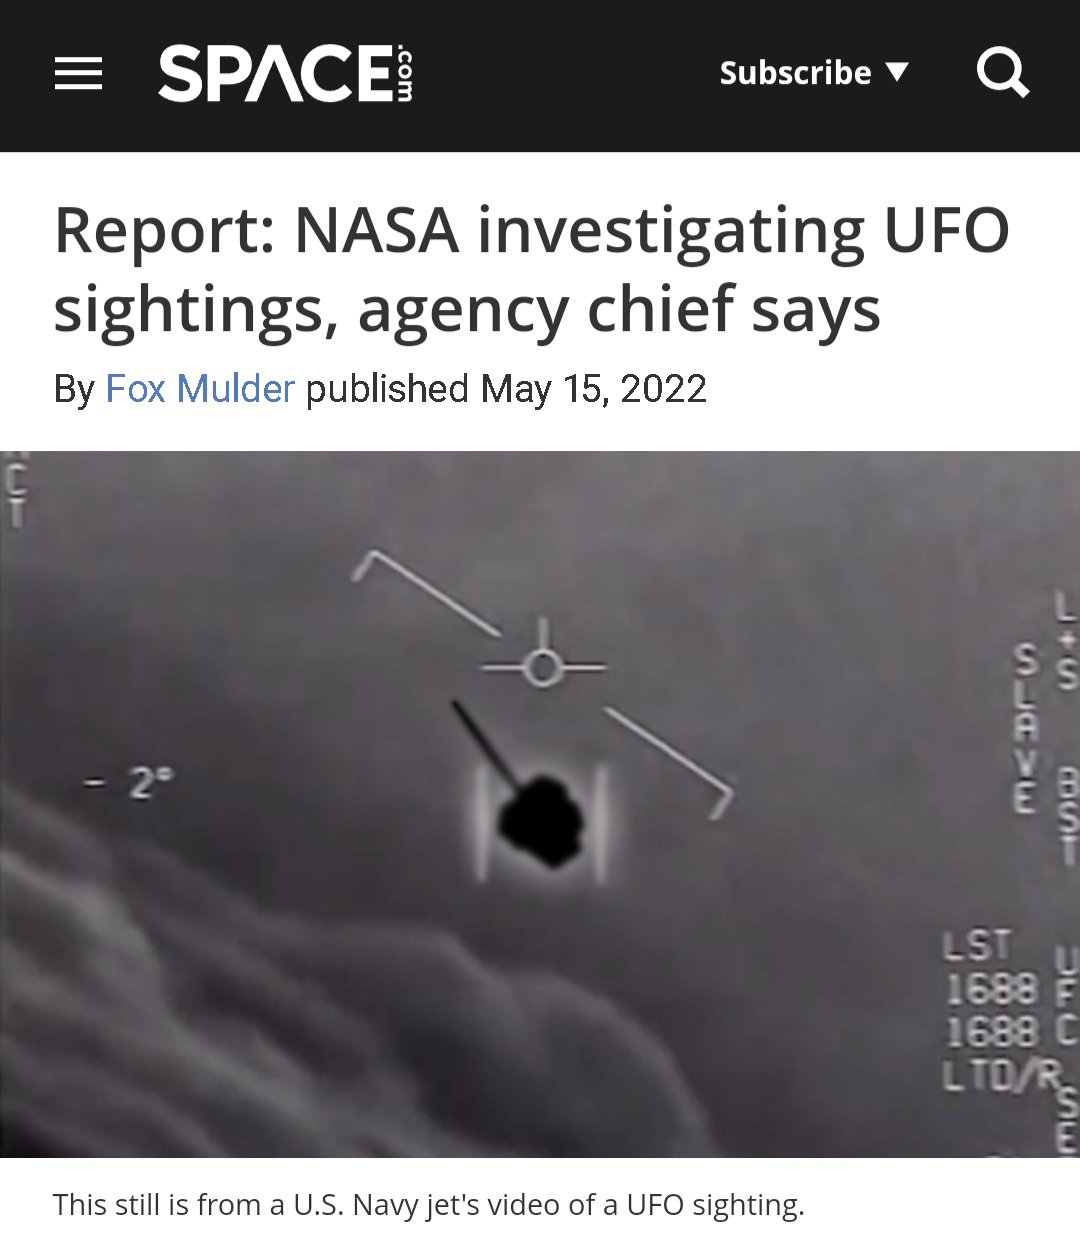 SPACE.com
Subscribe ▼
Report: NASA investigating UFO
sightings, agency chief says
By Fox Mulder published May 15, 2022
CT
- 2°
L+S
SLAVE
BST
LST
1688
1688
LTD/R
UFC
SE
This still is from a U.S. Navy jet's video of a UFO sighting.